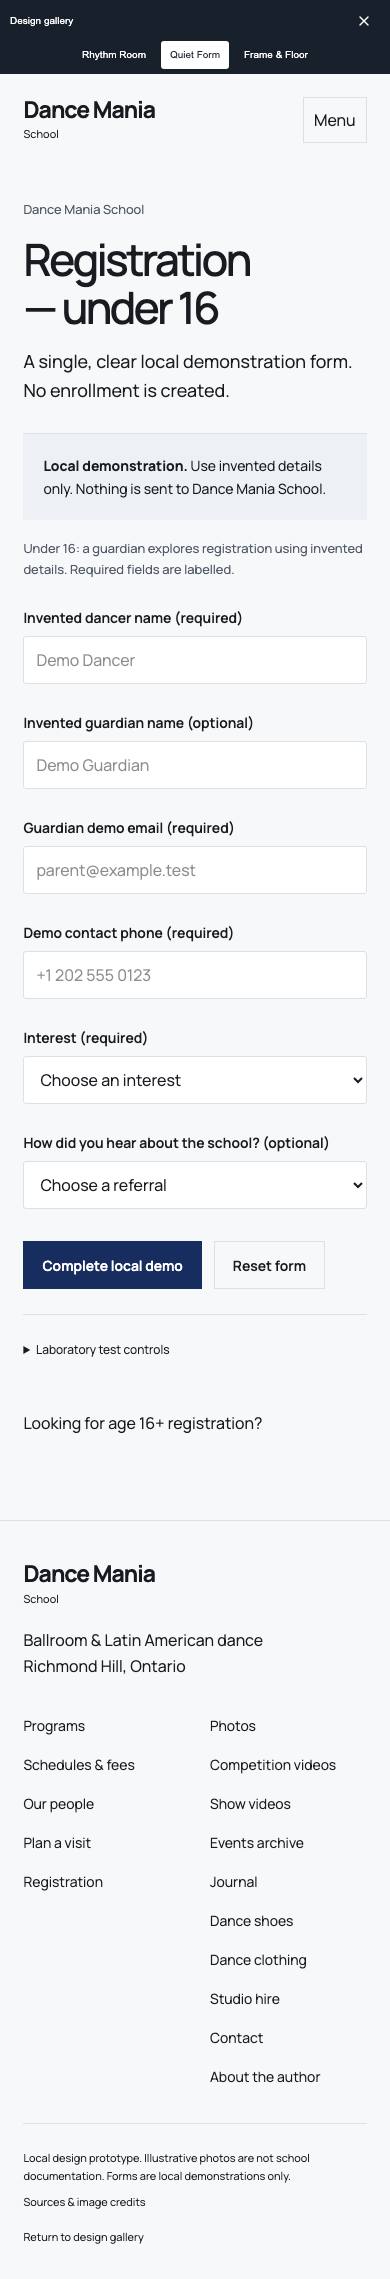 Design gallery
×
Rhythm Room Quiet Form Frame & Floor
Dance Mania
School
Menu
Dance Mania School
Registration
— under 16
A single, clear local demonstration form.
No enrollment is created.
Local demonstration. Use invented details
only. Nothing is sent to Dance Mania School.
Under 16: a guardian explores registration using invented
details. Required fields are labelled.
Invented dancer name (required)
Demo Dancer
Invented guardian name (optional)
Demo Guardian
Guardian demo email (required)
parent@example.test
Demo contact phone (required)
+1 202 555 0123
Interest (required)
Choose an interest
How did you hear about the school? (optional)
Choose a referral
Complete local demo Reset form
Laboratory test controls
Looking for age 16+ registration?
Dance Mania
School
Ballroom & Latin American dance
Richmond Hill, Ontario
Programs
Schedules & fees
Our people
Plan a visit
Registration
Photos
Competition videos
Show videos
Events archive
Journal
Dance shoes
Dance clothing
Studio hire
Contact
About the author
Local design prototype. Illustrative photos are not school
documentation. Forms are local demonstrations only.
Sources & image credits
Return to design gallery